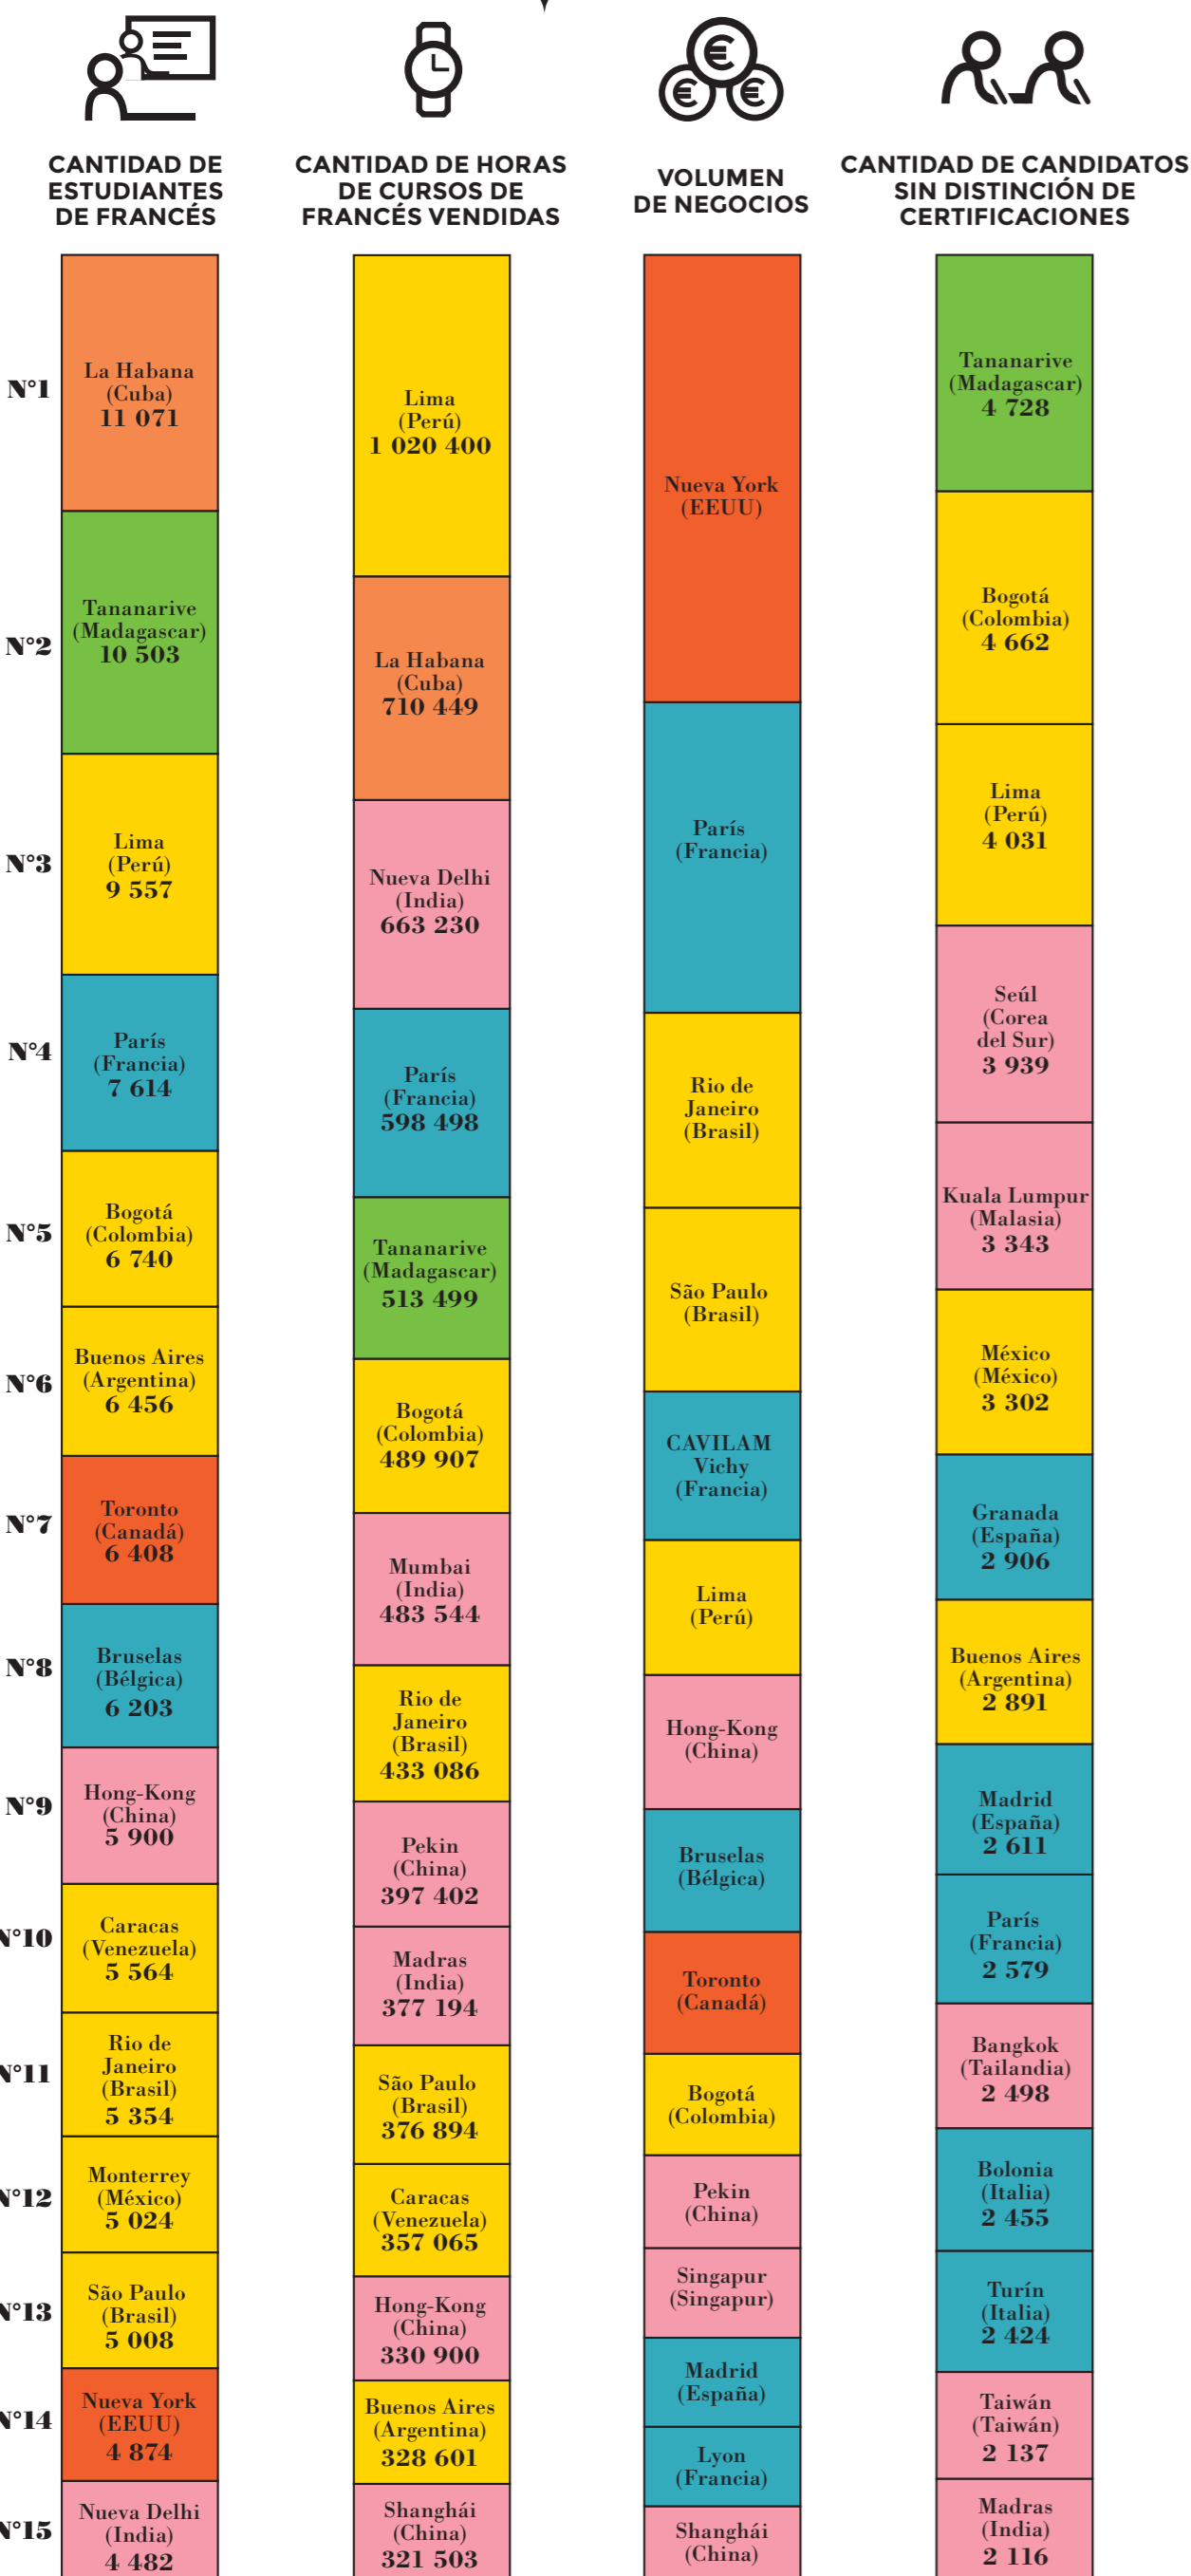 CANTIDAD DE
ESTUDIANTES
DE FRANCÉS
CANTIDAD DE HORAS
DE CURSOS DE
FRANCÉS VENDIDAS
VOLUMEN
DE NEGOCIOS
CANTIDAD DE CANDIDATOS
SIN DISTINCIÓN DE
CERTIFICACIONES
N°1
La Habana
(Cuba)
11 071
N°2
Tananarive
(Madagascar)
10 503
N°3
Lima
(Perú)
9 557
N°4
París
(Francia)
7 614
N°5
Bogotá
(Colombia)
6 740
N°6
Buenos Aires
(Argentina)
6 456
N°7
Toronto
(Canadá)
6 408
N°8
Bruselas
(Bélgica)
6 203
N°9
Hong-Kong
(China)
5 900
N°10
Caracas
(Venezuela)
5 564
N°11
Rio de
Janeiro
(Brasil)
5 354
N°12
Monterrey
(México)
5 024
N°13
São Paulo
(Brasil)
5 008
N°14
Nueva York
(EEUU)
4 874
N°15
Nueva Delhi
(India)
4 482
Lima
(Perú)
1 020 400
La Habana
(Cuba)
710 449
Nueva Delhi
(India)
663 230
París
(Francia)
598 498
Tananarive
(Madagascar)
513 499
Bogotá
(Colombia)
489 907
Mumbai
(India)
483 544
Rio de
Janeiro
(Brasil)
433 086
Pekin
(China)
397 402
Madras
(India)
377 194
São Paulo
(Brasil)
376 894
Caracas
(Venezuela)
357 065
Hong-Kong
(China)
330 900
Buenos Aires
(Argentina)
328 601
Shanghái
(China)
321 503
Nueva York
(EEUU)
París
(Francia)
Rio de
Janeiro
(Brasil)
São Paulo
(Brasil)
CAVILAM
Vichy
(Francia)
Lima
(Perú)
Hong-Kong
(China)
Bruselas
(Bélgica)
Toronto
(Canadá)
Bogotá
(Colombia)
Pekin
(China)
Singapur
(Singapur)
Madrid
(España)
Lyon
(Francia)
Shanghái
(China)
Tananarive
(Madagascar)
4 728
Bogotá
(Colombia)
4 662
Lima
(Perú)
4 031
Seúl
(Corea
del Sur)
3 939
Kuala Lumpur
(Malasia)
3 343
México
(México)
3 302
Granada
(España)
2 906
Buenos Aires
(Argentina)
2 891
Madrid
(España)
2 611
París
(Francia)
2 579
Bangkok
(Tailandia)
2 498
Bolonia
(Italia)
2 455
Turín
(Italia)
2 424
Taiwán
(Taiwán)
2 137
Madras
(India)
2 116